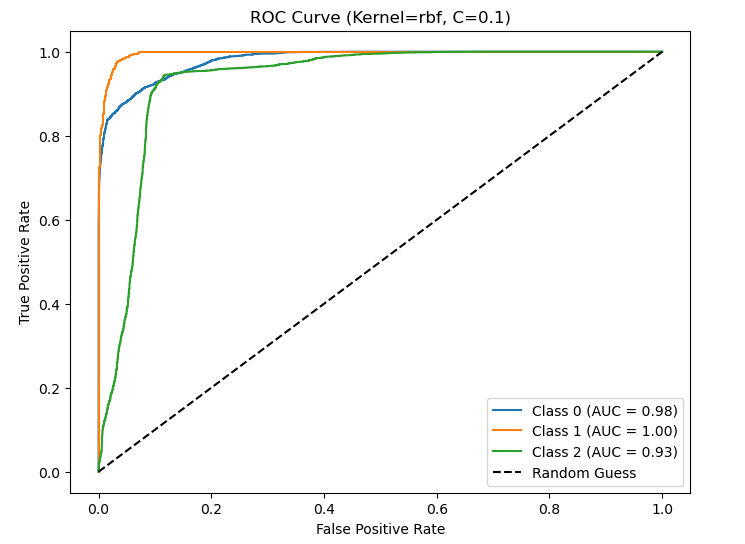 ROC Curve (Kernel=rbf, C=0.1)
1.0
0.8
0.6
0.4
0.2
0.0
True Positive Rate
Class 0 (AUC = 0.98)
Class 1 (AUC = 1.00)
Class 2 (AUC = 0.93)
Random Guess
0.0 0.2 0.4 0.6 0.8 1.0
False Positive Rate